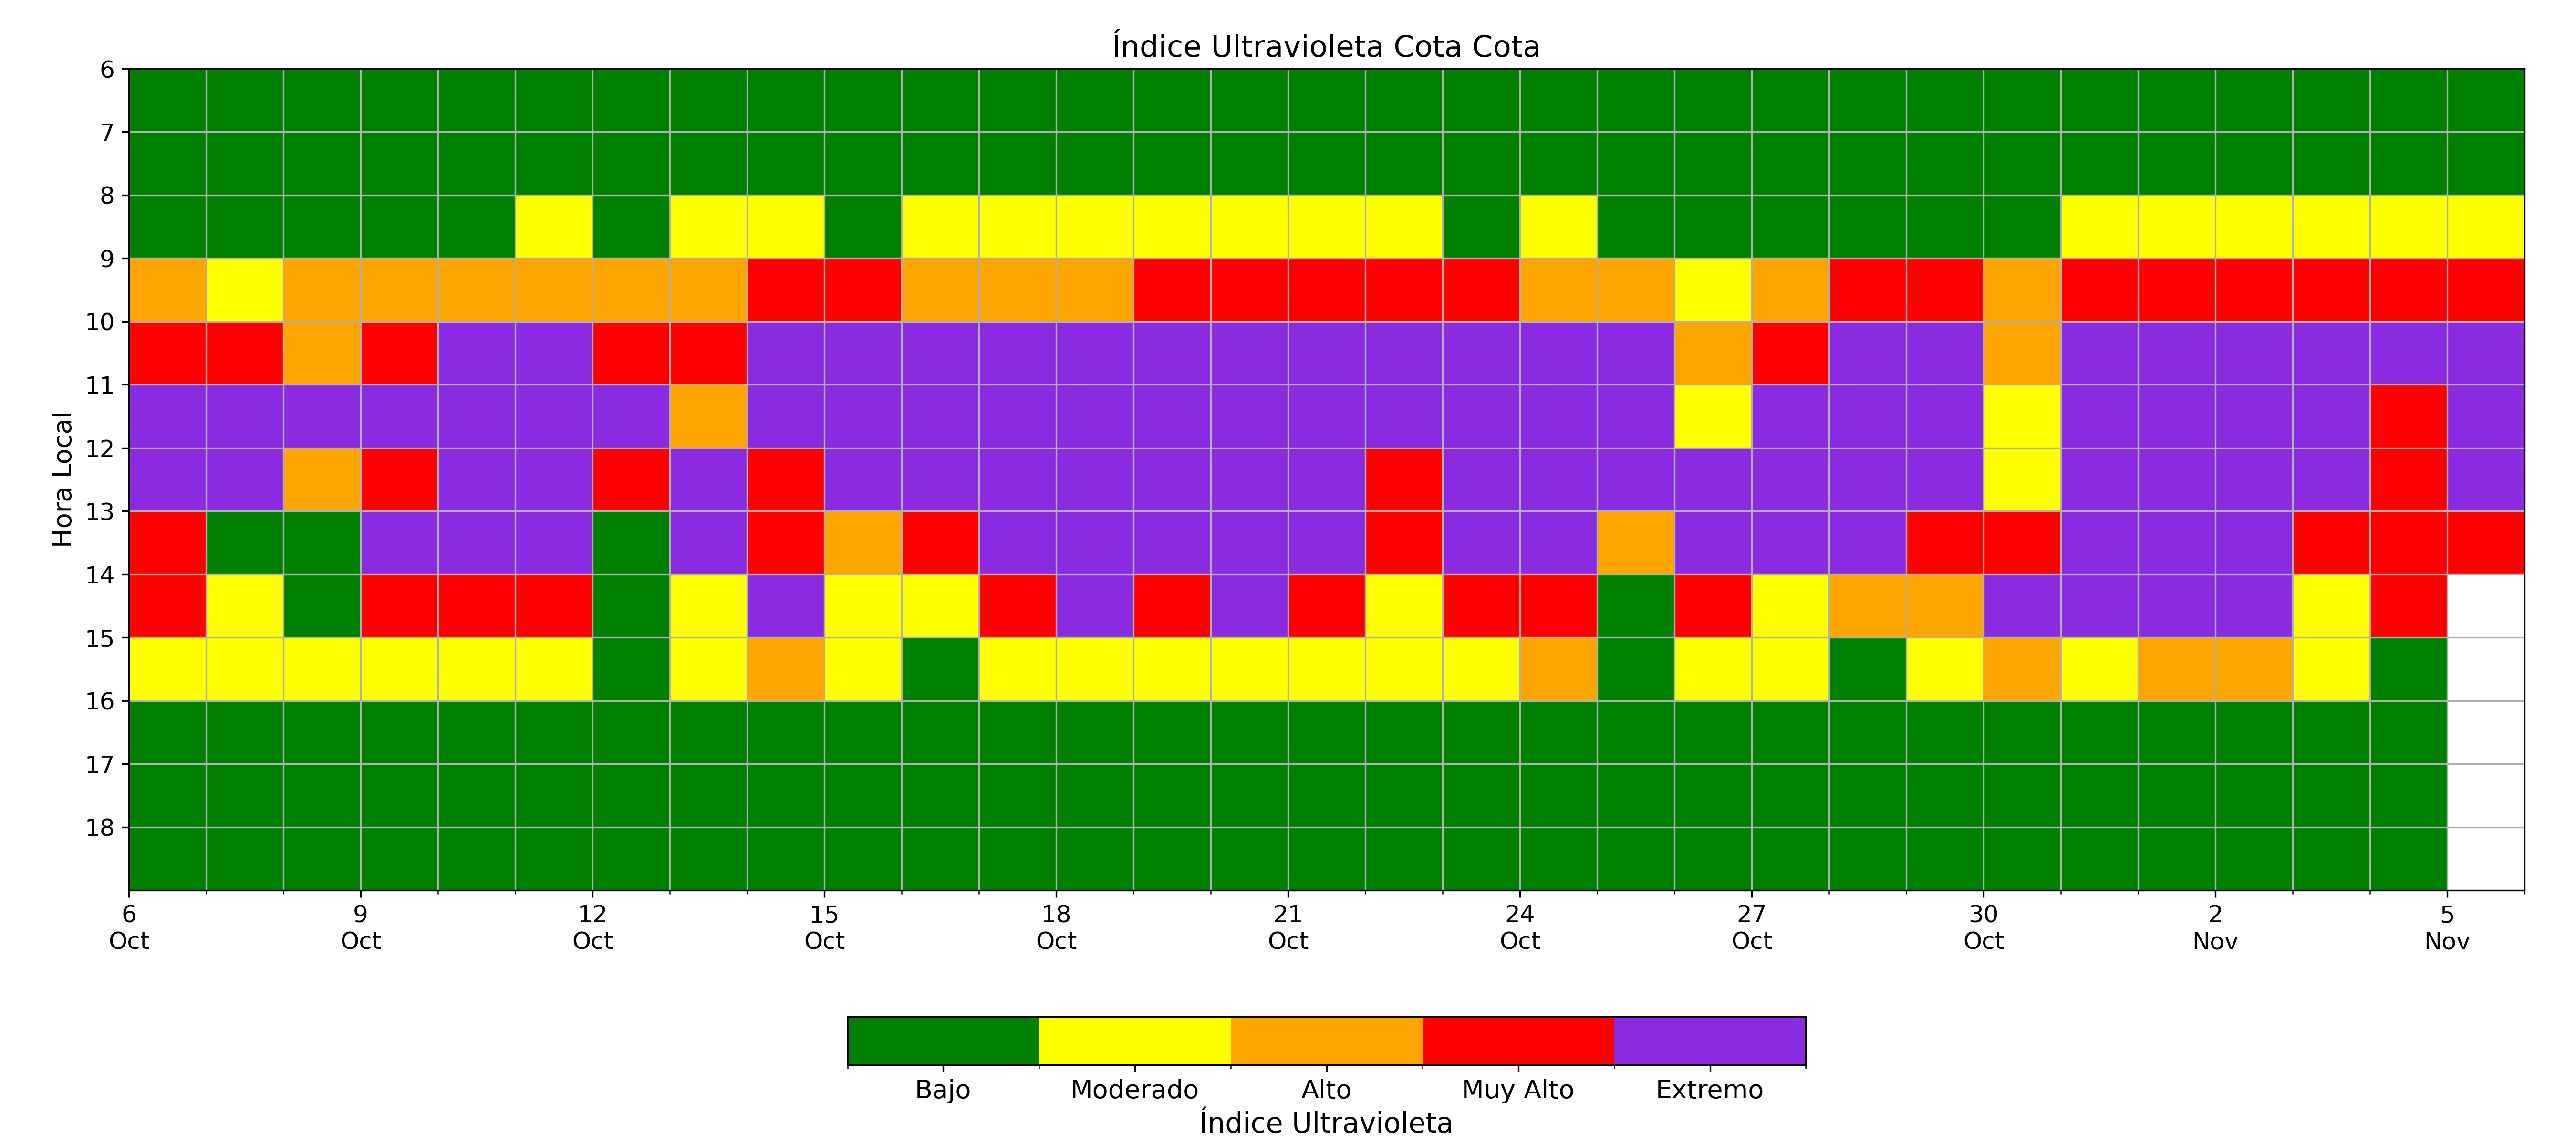 Índice Ultravioleta Cota Cota
Hora Local
6
7
8
9
10
11
12
13
14
15
16
17
18
6 9 12 15 18 21 24 27 30 2 5
Oct Oct Oct Oct Oct Oct Oct Oct Oct Nov Nov
Bajo Moderado Alto Muy Alto Extremo
Índice Ultravioleta